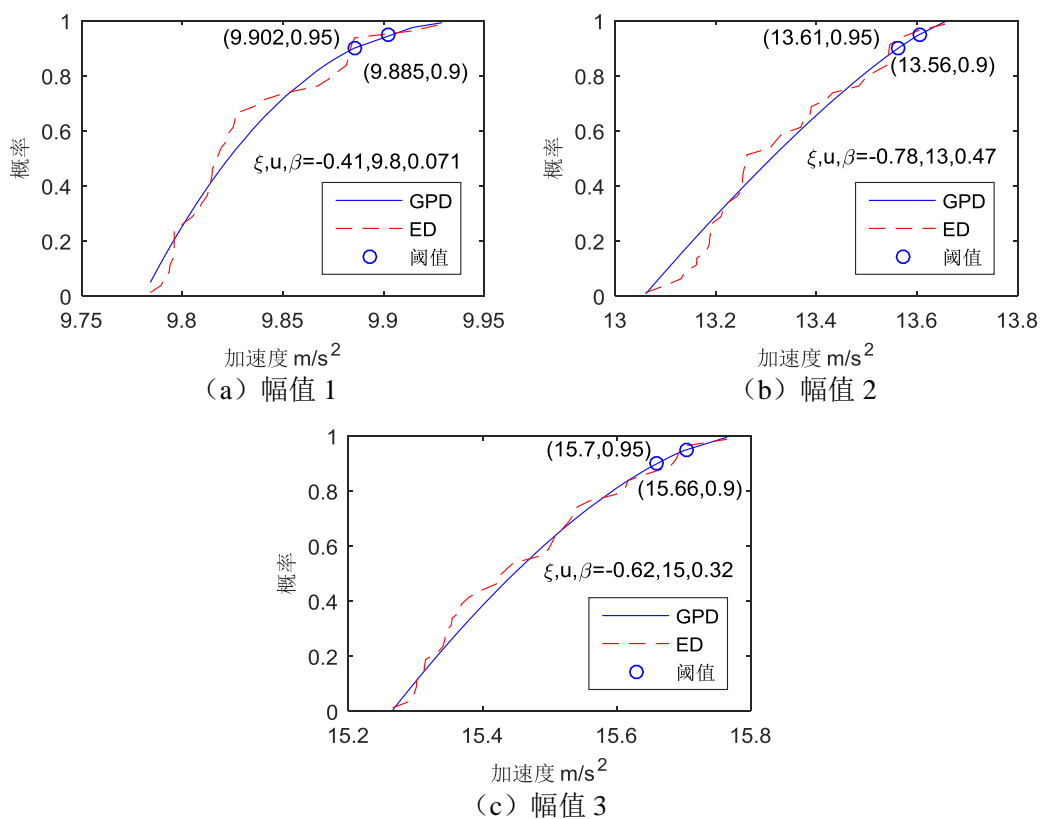 1
0.8
0.6
0.4
0.2
0
概率
(9.902,0.95)
(9.885,0.9)
ξ,u,β=-0.41,9.8,0.071
GPD
ED
阈值
9.75 9.8 9.85 9.9 9.95
加速度 m/s²
（a）幅值 1
1
0.8
0.6
0.4
0.2
0
概率
(13.61,0.95)
(13.56,0.9)
ξ,u,β=-0.78,13,0.47
GPD
ED
阈值
13 13.2 13.4 13.6 13.8
加速度 m/s²
（b）幅值 2
1
0.8
0.6
0.4
0.2
0
概率
(15.7,0.95)
(15.66,0.9)
ξ,u,β=-0.62,15,0.32
GPD
ED
阈值
15.2 15.4 15.6 15.8
加速度 m/s²
（c）幅值 3